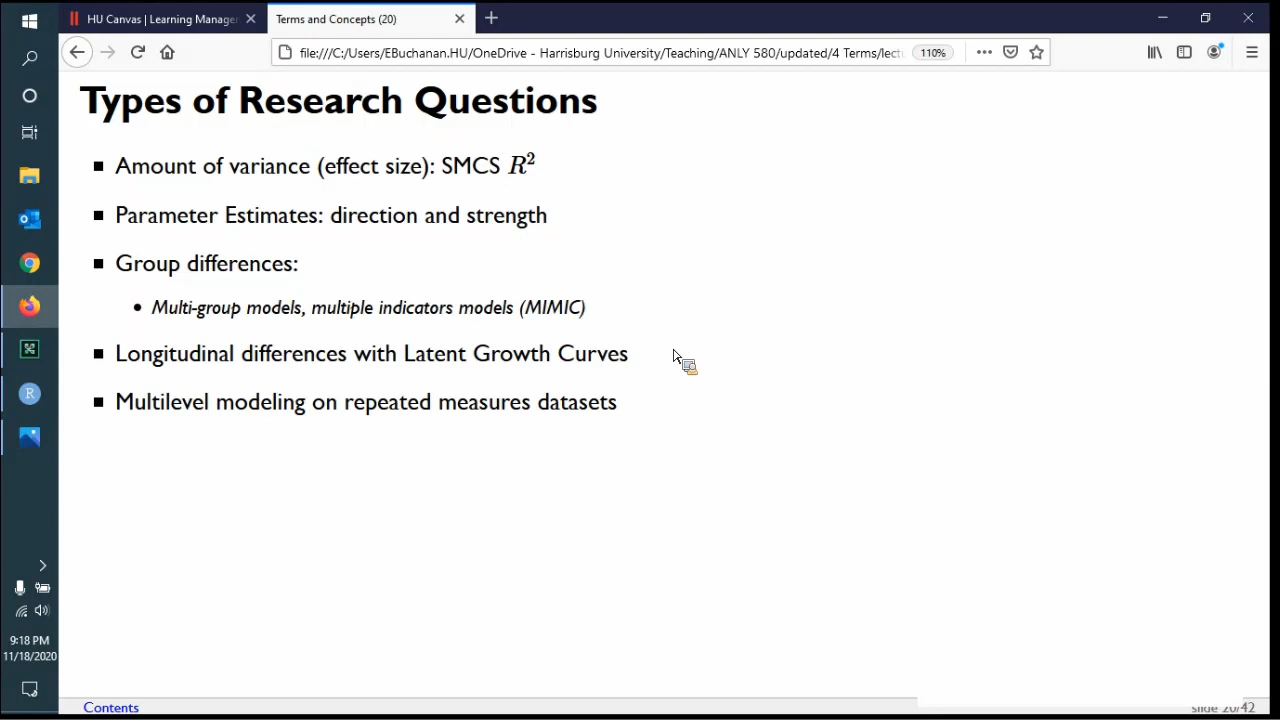 HU Canvas | Learning Manage
Terms and Concepts (20)
file:///C:/Users/EBuchanan.HU/OneDrive - Harrisburg University/Teaching/ANLY 580/updated/4 Terms/lect
110%
Types of Research Questions
Amount of variance (effect size): SMCS R²
Parameter Estimates: direction and strength
Group differences:
Multi-group models, multiple indicators models (MIMIC)
Longitudinal differences with Latent Growth Curves
Multilevel modeling on repeated measures datasets
9:18 PM
11/18/2020
Contents
slide 20/42